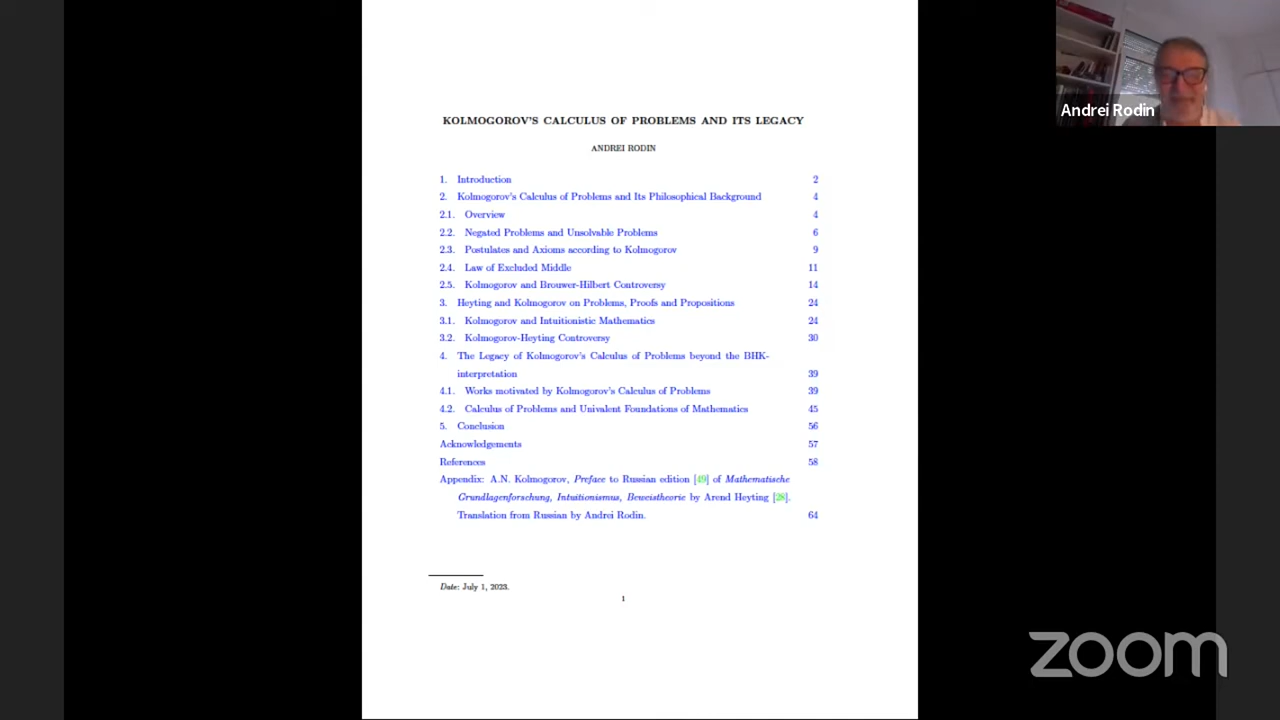 KOLMOGOROV'S CALCULUS OF PROBLEMS AND ITS LEGACY
ANDREI RODIN
1. Introduction 2
2. Kolmogorov's Calculus of Problems and Its Philosophical Background 4
2.1. Overview 4
2.2. Negated Problems and Unsolvable Problems 6
2.3. Postulates and Axioms according to Kolmogorov 9
2.4. Law of Excluded Middle 11
2.5. Kolmogorov and Brouwer-Hilbert Controversy 14
3. Heyting and Kolmogorov on Problems, Proofs and Propositions 24
3.1. Kolmogorov and Intuitionistic Mathematics 24
3.2. Kolmogorov-Heyting Controversy 30
4. The Legacy of Kolmogorov's Calculus of Problems beyond the BHK-
interpretation 39
4.1. Works motivated by Kolmogorov's Calculus of Problems 39
4.2. Calculus of Problems and Univalent Foundations of Mathematics 45
5. Conclusion 56
Acknowledgements 57
References 58
Appendix: A.N. Kolmogorov, Preface to Russian edition [49] of Mathematische
Grundlagenforschung, Intuitionismus, Beweistheorie by Arend Heyting [28].
Translation from Russian by Andrei Rodin. 64
Date: July 1, 2023.
1
Andrei Rodin
zoom